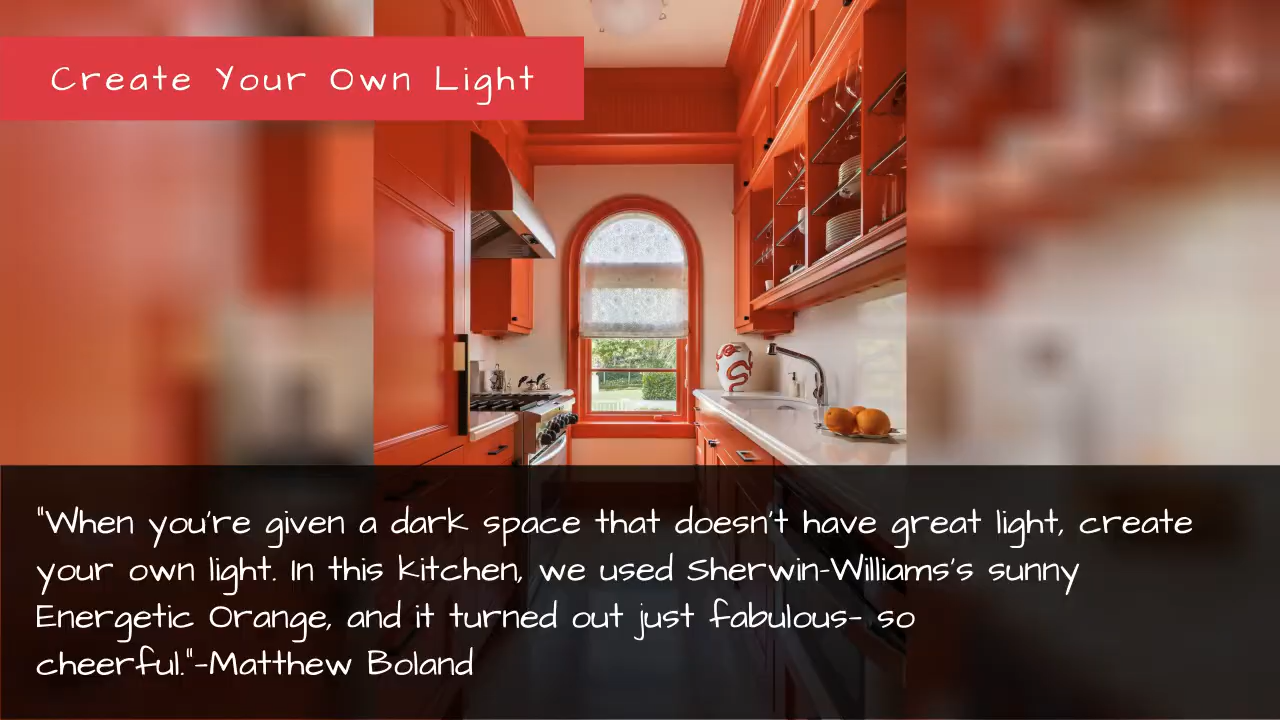 Create Your Own Light
"When you're given a dark space that doesn't have great light, create
your own light. In this kitchen, we used Sherwin-Williams's sunny
Energetic Orange, and it turned out just fabulous- so
cheerful."-Matthew Boland